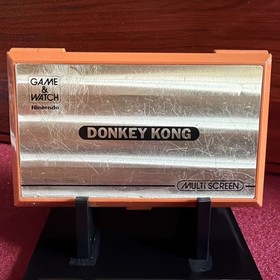 GAME
&
WATCH
Nintendo
DONKEY KONG
MULTI SCREEN